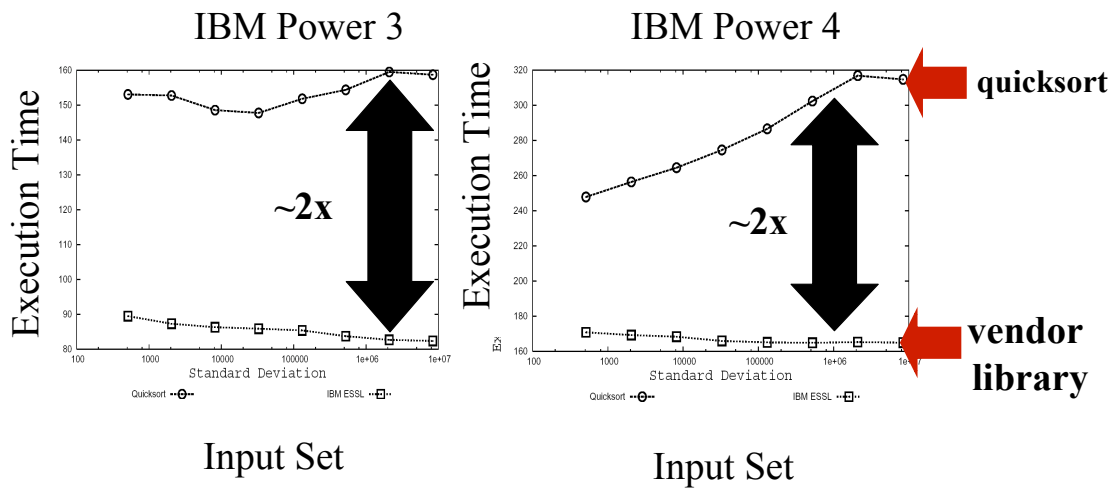 IBM Power 3
IBM Power 4
Execution Time
160
150
140
130
120
110
100
90
80
100
1000
10000
100000
1e+06
1e+07
Standard Deviation
Quicksort
IBM ESSL
~2x
Input Set
Execution Time
Ex
320
300
280
260
240
220
200
180
160
100
1000
10000
100000
1e+06
Standard Deviation
Quicksort
IBM ESSL
~2x
Input Set
quicksort
vendor
library